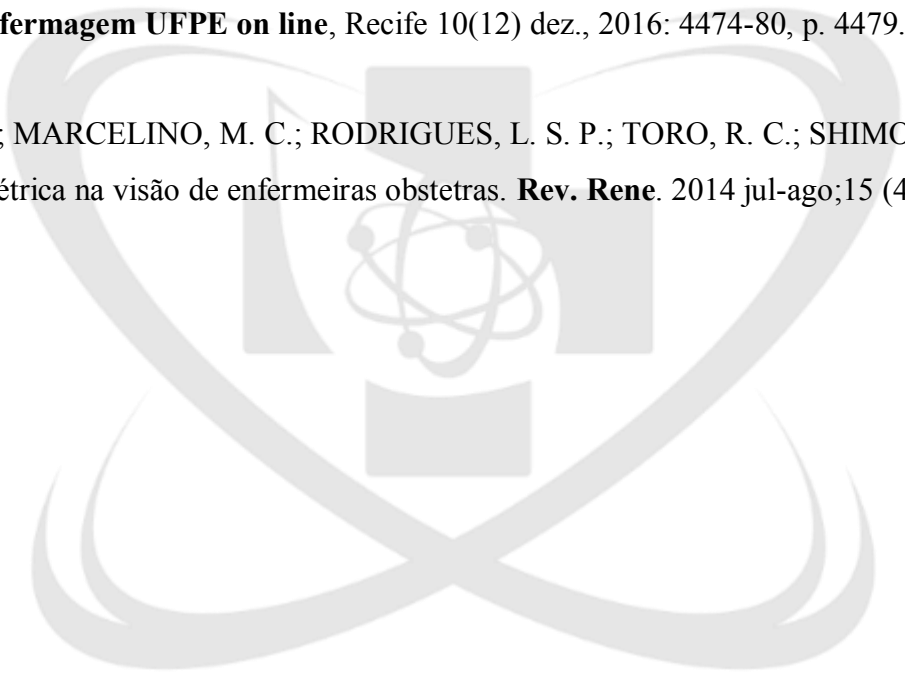 fermagem UFPE on line, Recife 10(12) dez., 2016: 4474-80, p. 4479.
; MARCELINO, M. C.; RODRIGUES, L. S. P.; TORO, R. C.; SHIMO
étrica na visão de enfermeiras obstetras. Rev. Rene. 2014 jul-ago;15 (4